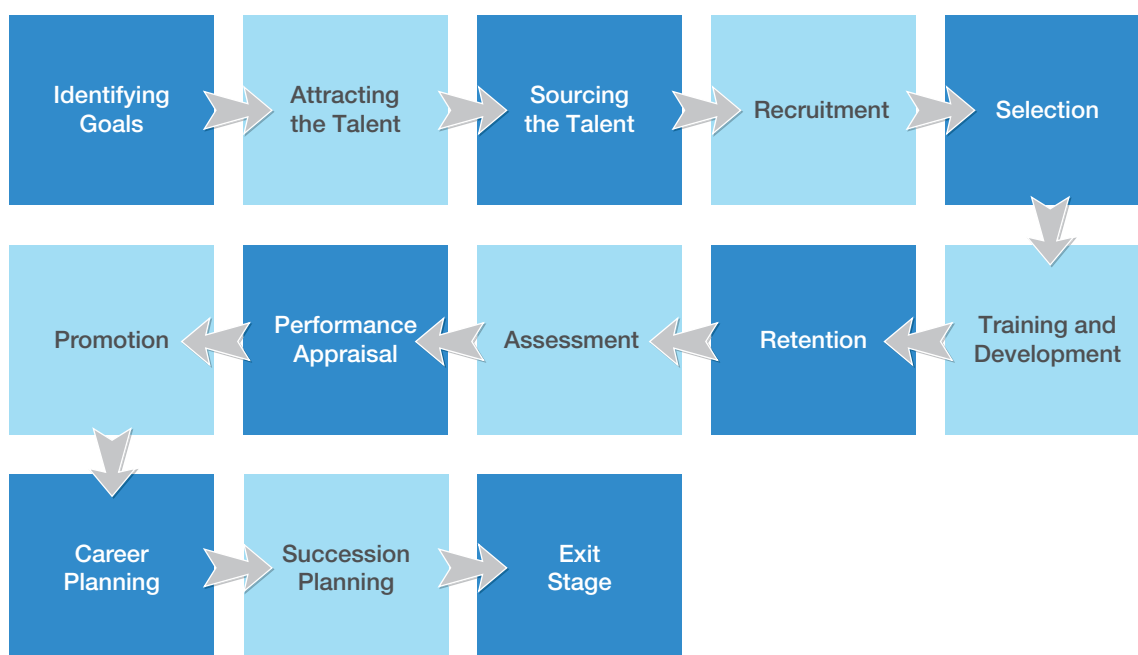 Identifying
Goals
Attracting
the Talent
Sourcing
the Talent
Recruitment
Selection
Training and
Development
Retention
Assessment
Performance
Appraisal
Promotion
Career
Planning
Succession
Planning
Exit
Stage